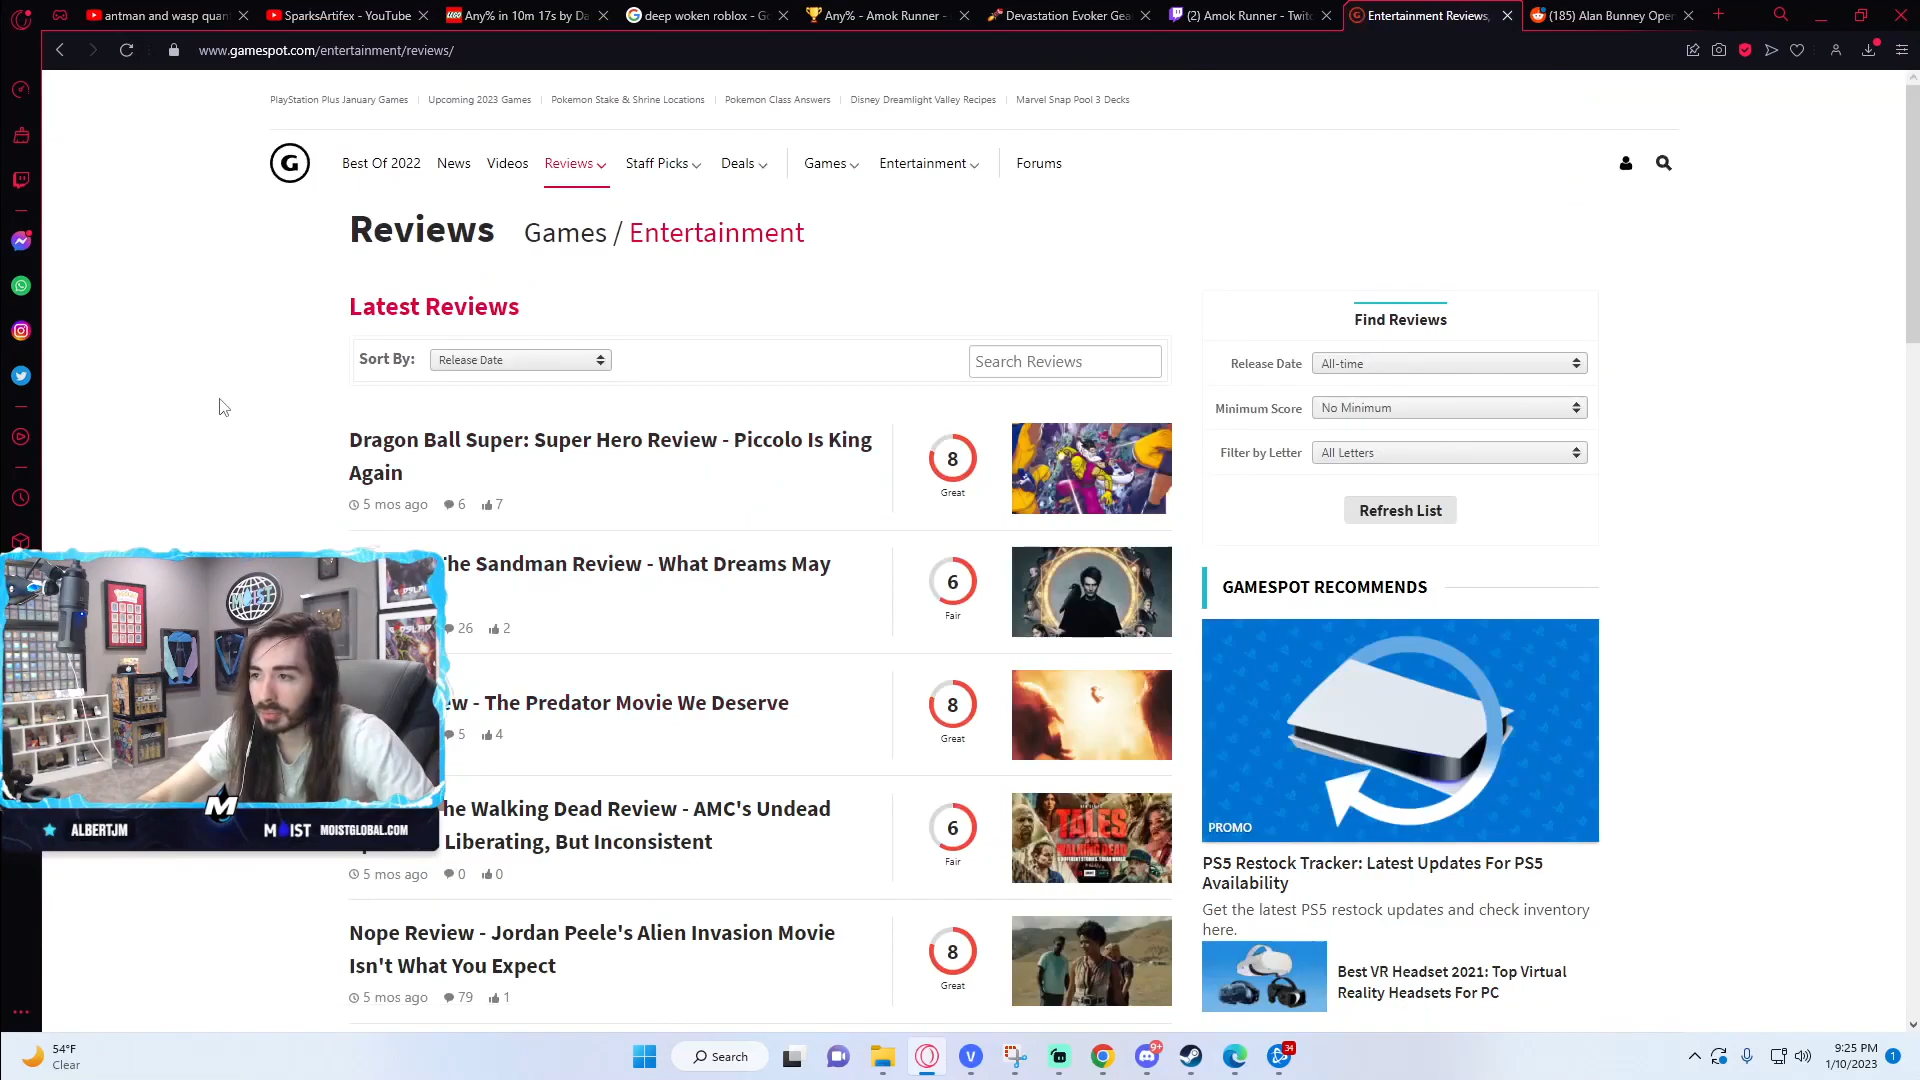 antman and wasp quan
SparksArtifex - YouTube
Any% in 10m 17s by Da
deep woken roblox - Go
Any% - Amok Runner -
Devastation Evoker Gea
(2) Amok Runner - Twitc
Entertainment Reviews,
(185) Alan Bunney Oper
www.gamespot.com/entertainment/reviews/
PlayStation Plus January Games
Upcoming 2023 Games
Pokemon Stake & Shrine Locations
Pokemon Class Answers
Disney Dreamlight Valley Recipes
Marvel Snap Pool 3 Decks
G
Best Of 2022
News
Videos
Reviews
Staff Picks
Deals
Games
Entertainment
Forums
Reviews
Games / Entertainment
Latest Reviews
Sort By:
Release Date
Search Reviews
Dragon Ball Super: Super Hero Review - Piccolo Is King
Again
5 mos ago
6
7
8
Great
he Sandman Review - What Dreams May
26
2
6
Fair
ew - The Predator Movie We Deserve
5
4
8
Great
he Walking Dead Review - AMC's Undead
Liberating, But Inconsistent
5 mos ago
0
0
6
Fair
TALES
WALKING DEAD
Nope Review - Jordan Peele's Alien Invasion Movie
Isn't What You Expect
5 mos ago
79
1
8
Great
Find Reviews
Release Date
All-time
Minimum Score
No Minimum
Filter by Letter
All Letters
Refresh List
GAMESPOT RECOMMENDS
PROMO
PS5 Restock Tracker: Latest Updates For PS5
Availability
Get the latest PS5 restock updates and check inventory
here.
Best VR Headset 2021: Top Virtual
Reality Headsets For PC
MOIST
ALBERTJM
M
MOIST
MOISTGLOBAL.COM
54°F
Clear
Search
9+
34
9:25 PM
1/10/2023
1